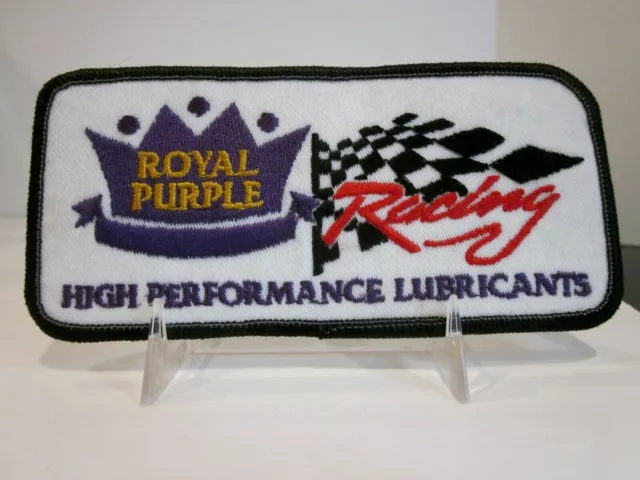 ROYAL
PURPLE
Racing
HIGH PERFORMANCE LUBRICANTS